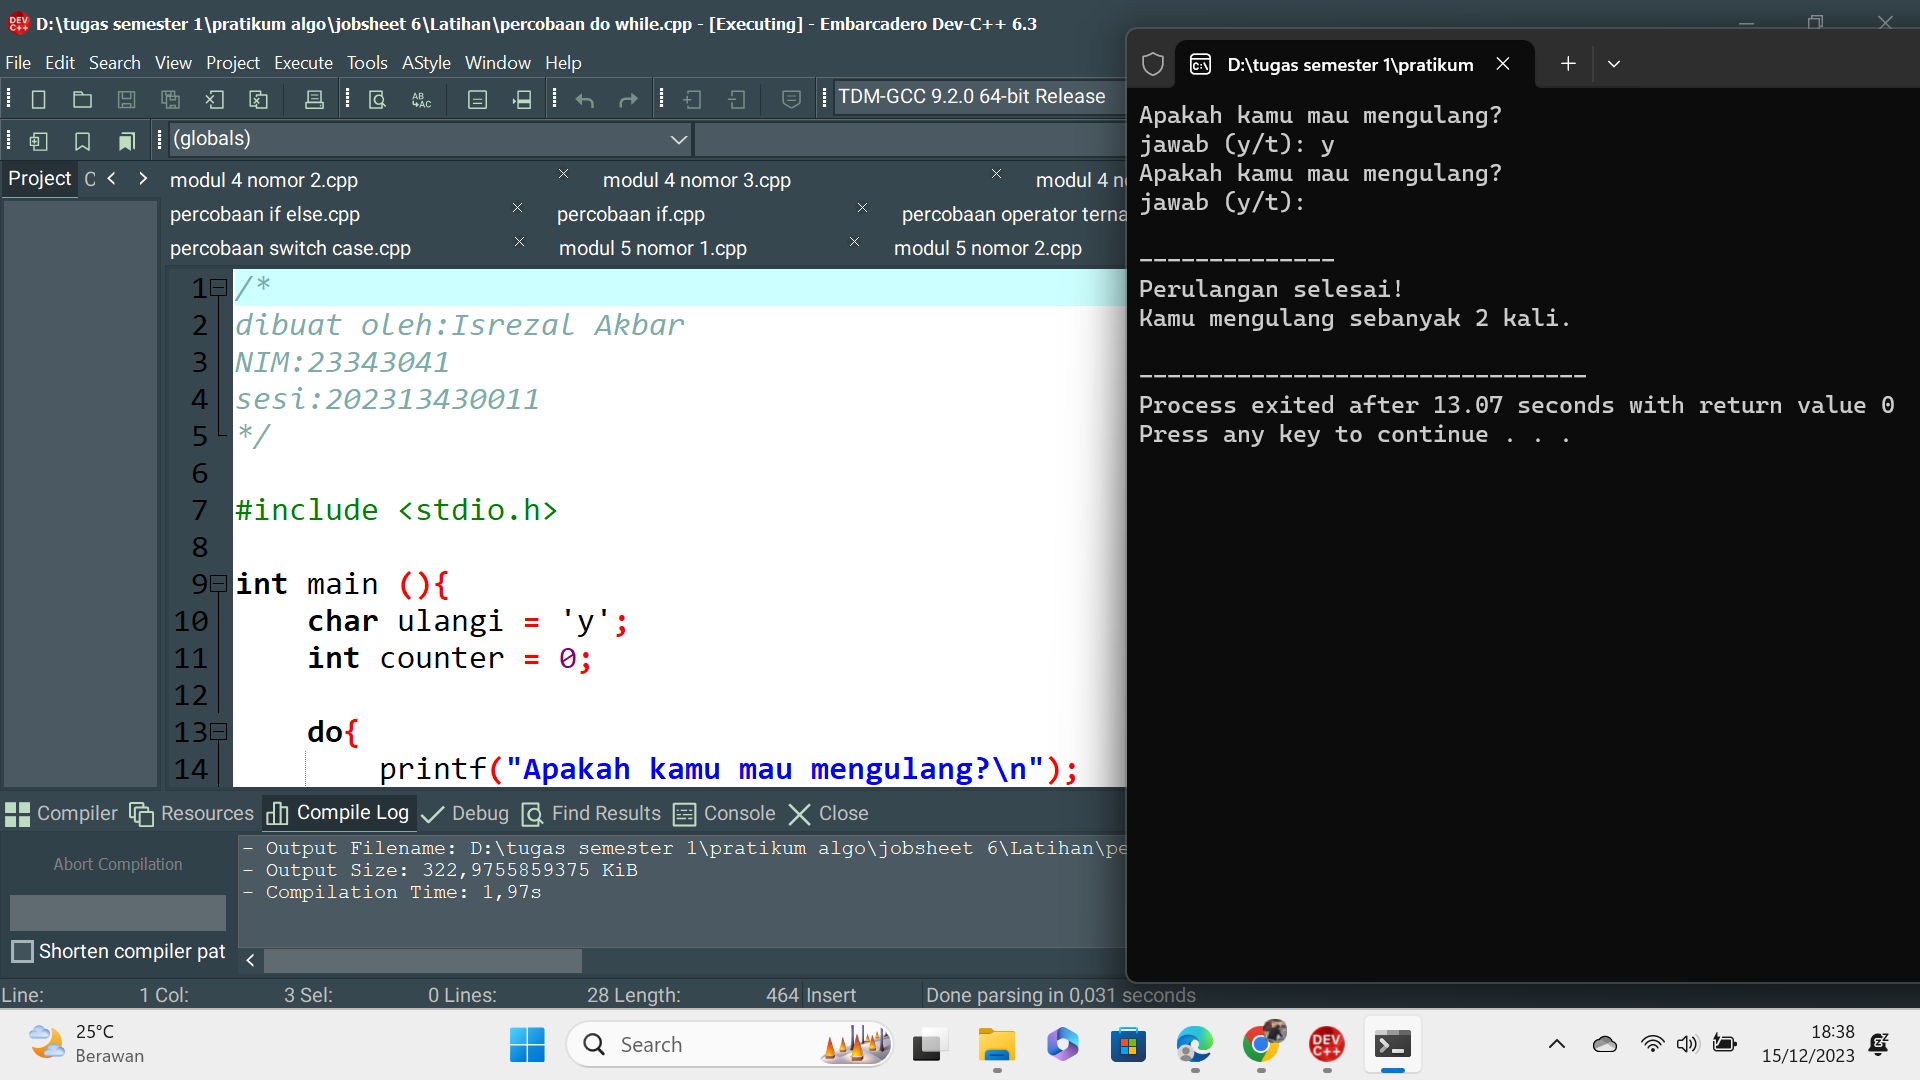 D:\tugas semester 1\pratikum algo\jobsheet 6\Latihan\percobaan do while.cpp - [Executing] - Embarcadero Dev-C++ 6.3
File Edit Search View Project Execute Tools AStyle Window Help
TDM-GCC 9.2.0 64-bit Release
(globals)
Project
modul 4 nomor 2.cpp modul 4 nomor 3.cpp modul 4 n
percobaan if else.cpp percobaan if.cpp percobaan operator terna
percobaan switch case.cpp modul 5 nomor 1.cpp modul 5 nomor 2.cpp
1 /*
2 dibuat oleh:Isrezal Akbar
3 NIM:23343041
4 sesi:202313430011
5 */
6
7 #include <stdio.h>
8
9 int main (){
10 char ulangi = 'y';
11 int counter = 0;
12
13 do{
14 printf("Apakah kamu mau mengulang?\n");
Compiler Resources Compile Log Debug Find Results Console Close
Abort Compilation
Shorten compiler pat
- Output Filename: D:\tugas semester 1\pratikum algo\jobsheet 6\Latihan\pe
- Output Size: 322,9755859375 KiB
- Compilation Time: 1,97s
Line: 1 Col: 3 Sel: 0 Lines: 28 Length: 464 Insert Done parsing in 0,031 seconds
D:\tugas semester 1\pratikum
Apakah kamu mau mengulang?
jawab (y/t): y
Apakah kamu mau mengulang?
jawab (y/t):
--------------
Perulangan selesai!
Kamu mengulang sebanyak 2 kali.
--------------------------------
Process exited after 13.07 seconds with return value 0
Press any key to continue . . .
25°C
Berawan
Search
DEV C++
18:38
15/12/2023